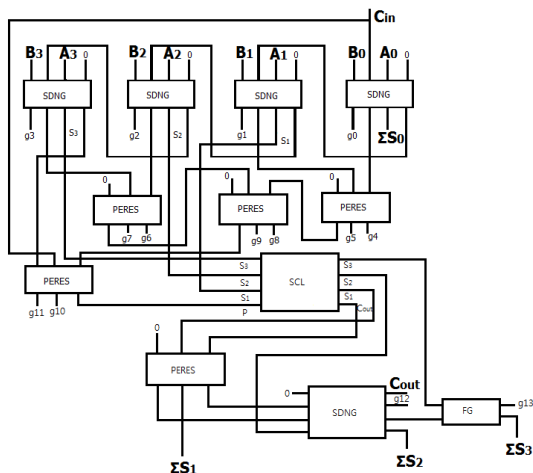 Cin
B3 A3 0 B2 A2 0 B1 A1 0 B0 A0 0
SDNG SDNG SDNG SDNG
g3 S3 g2 S2 g1 S1 g0 ΣS0
0 0 0
PERES PERES PERES
g7 g6 g9 g8 g5 g4
PERES
g11 g10
S3 S2 S1 P
SCL
S3 S2 S1 Cout
0
PERES
0 Cout
SDNG
g12
FG
g13
ΣS1 ΣS2 ΣS3